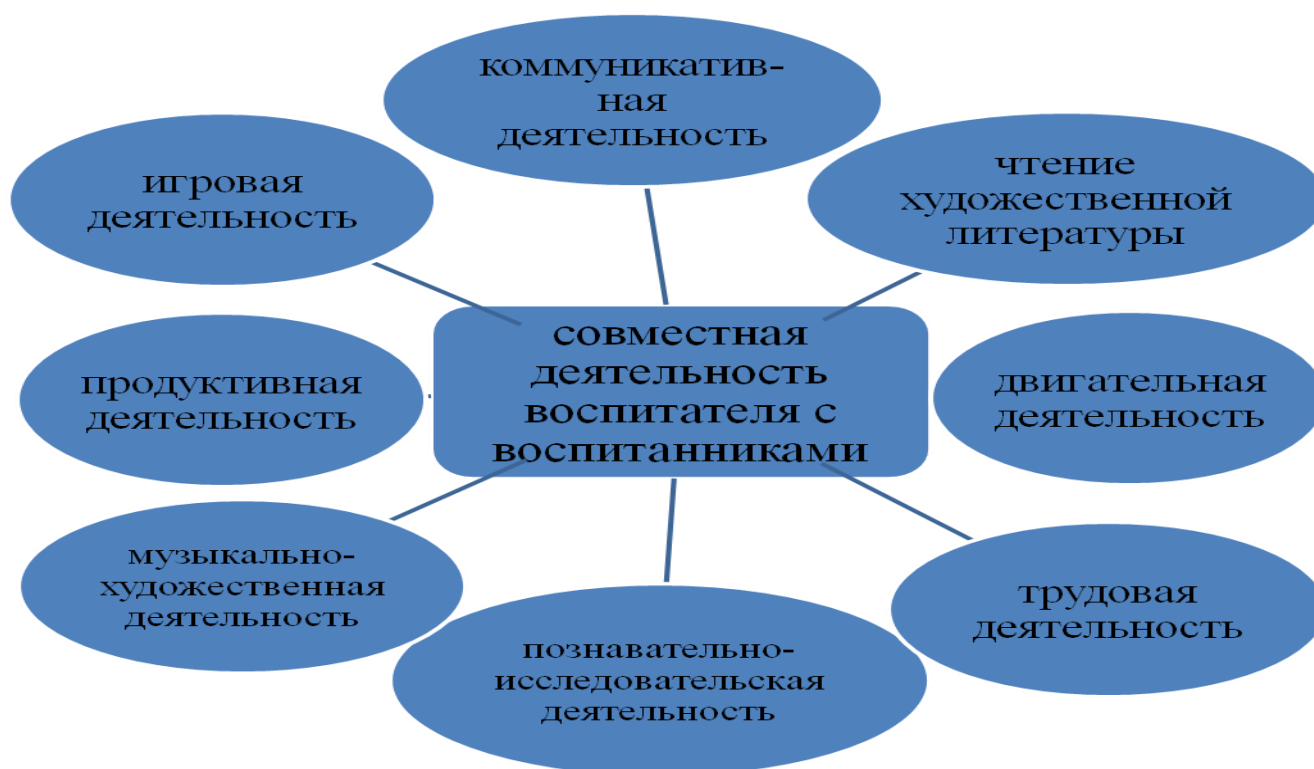 коммуникатив-
ная
деятельность
игровая
деятельность
чтение
художественной
литературы
совместная
деятельность
воспитателя с
воспитанниками
продуктивная
деятельность
двигательная
деятельность
музыкально-
художественная
деятельность
трудовая
деятельность
познавательно-
исследовательская
деятельность